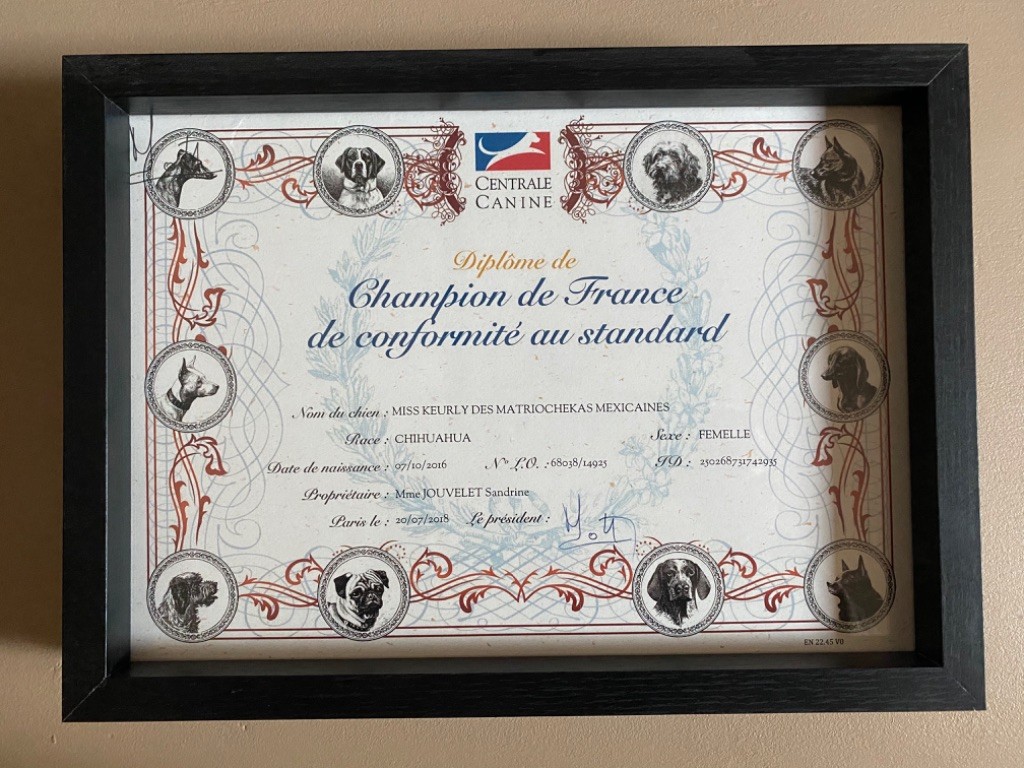 CENTRALE
CANINE
Diplôme de
Champion de France
de conformité au standard
Nom du chien : MISS KEURLY DES MATRIOCHEKAS MEXICAINES
Race : CHIHUAHUA Sexe : FEMELLE
Date de naissance : 07/10/2016 N° L.O. :68038/14925 ID : 250268731742935
Propriétaire : Mme JOUVELET Sandrine
Paris le : 20/07/2018 Le président :
EN 22.45 V0